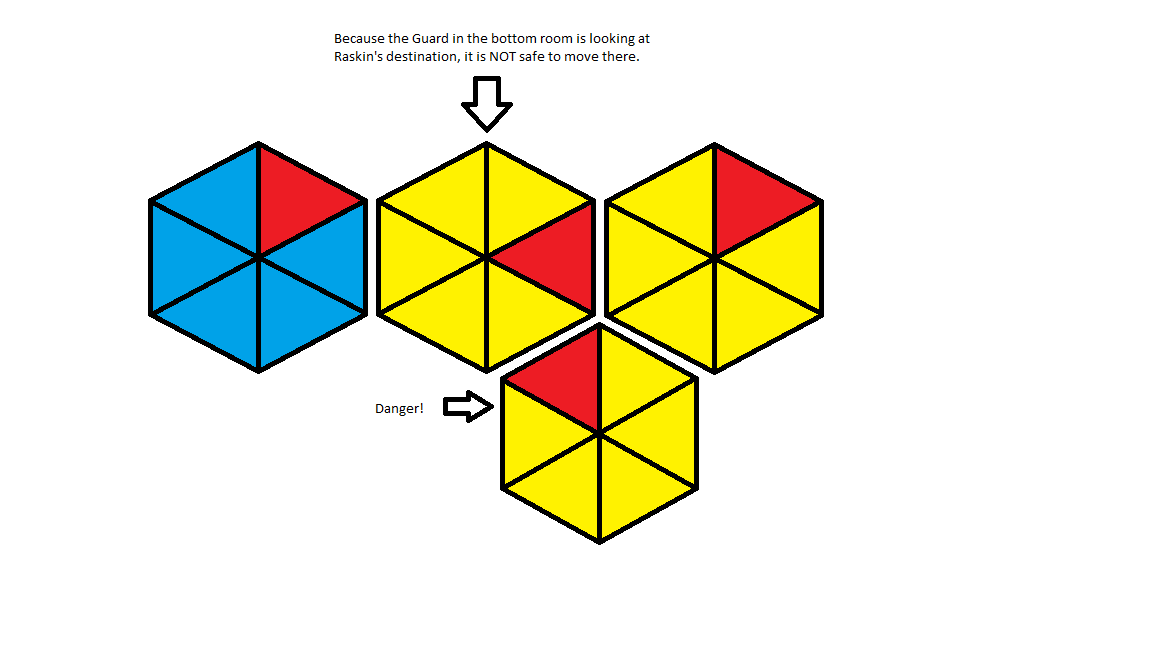 Because the Guard in the bottom room is looking at
Raskin's destination, it is NOT safe to move there.
Danger!